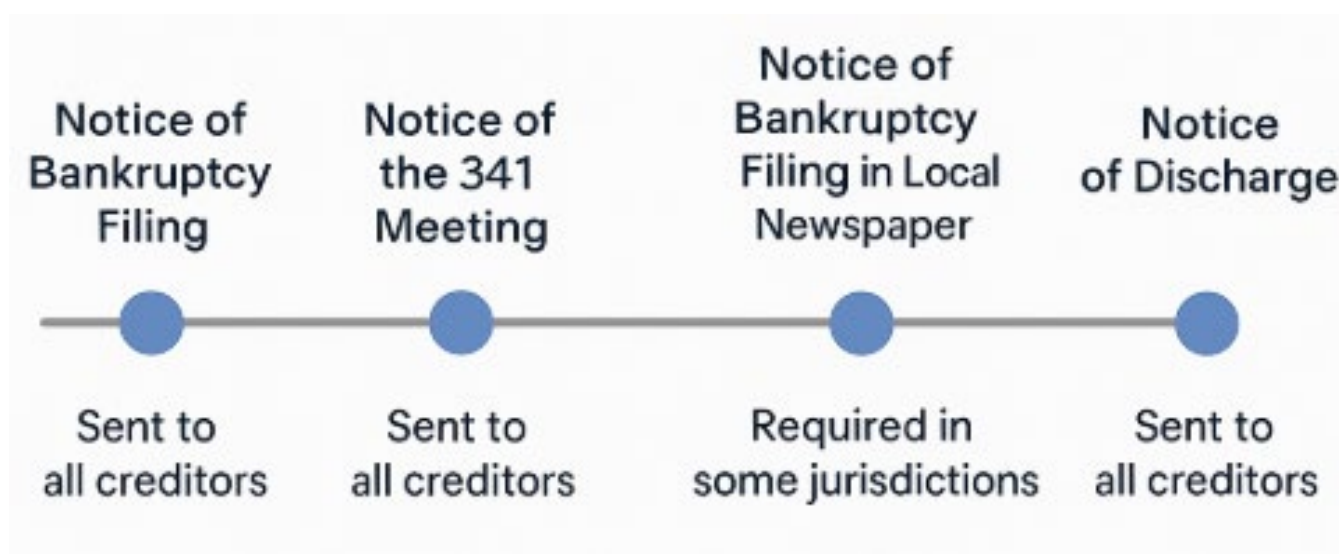 Notice of
Bankruptcy
Filing
Sent to
all creditors
Notice of
the 341
Meeting
Sent to
all creditors
Notice of
Bankruptcy
Filing in Local
Newspaper
Required in
some jurisdictions
Notice
of Discharge
Sent to
all creditors